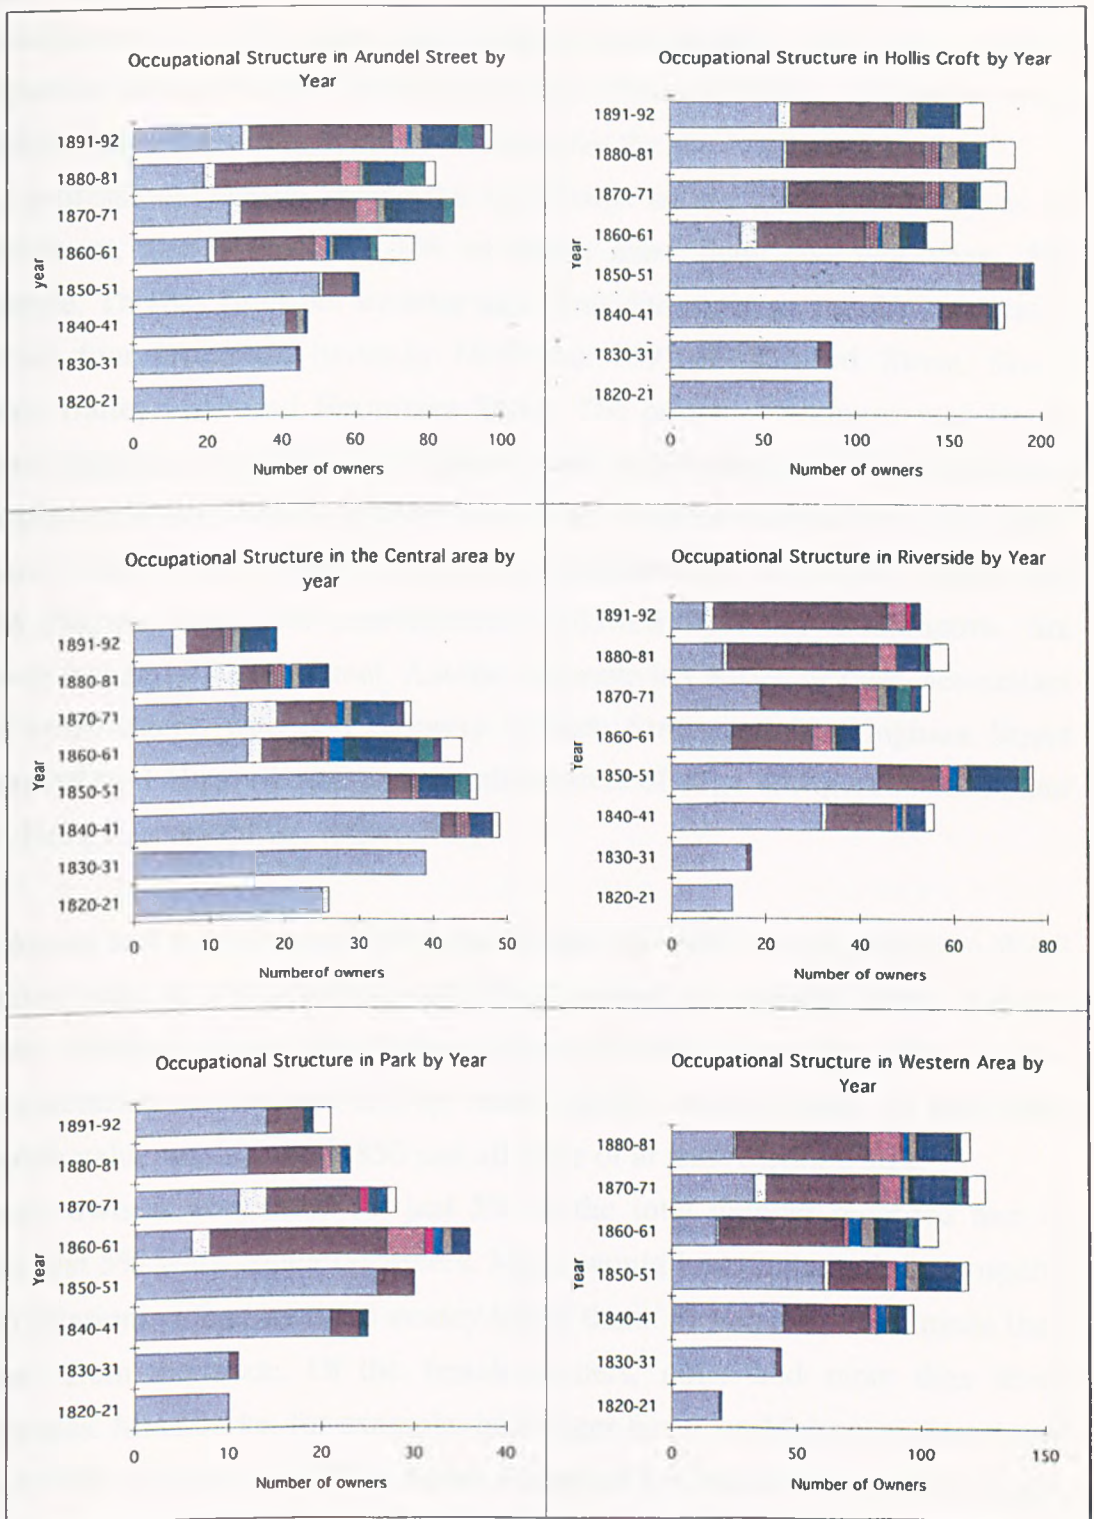 Occupational Structure in Arundel Street by
Year
1891-92
1880-81
1870-71
1860-61
1850-51
1840-41
1830-31
1820-21
year
0 20 40 60 80 100
Number of owners
Occupational Structure in Hollis Croft by Year
1891-92
1880-81
1870-71
1860-61
1850-51
1840-41
1830-31
1820-21
Year
0 50 100 150 200
Number of owners
Occupational Structure in the Central area by
year
1891-92
1880-81
1870-71
1860-61
1850-51
1840-41
1830-31
1820-21
Year
0 10 20 30 40 50
Numberof owners
Occupational Structure in Riverside by Year
1891-92
1880-81
1870-71
1860-61
1850-51
1840-41
1830-31
1820-21
Year
0 20 40 60 80
Number of owners
Occupational Structure in Park by Year
1891-92
1880-81
1870-71
1860-61
1850-51
1840-41
1830-31
1820-21
Year
0 10 20 30 40
Number of owners
Occupational Structure in Western Area by
Year
1880-81
1870-71
1860-61
1850-51
1840-41
1830-31
1820-21
Year
0 50 100 150
Number of Owners